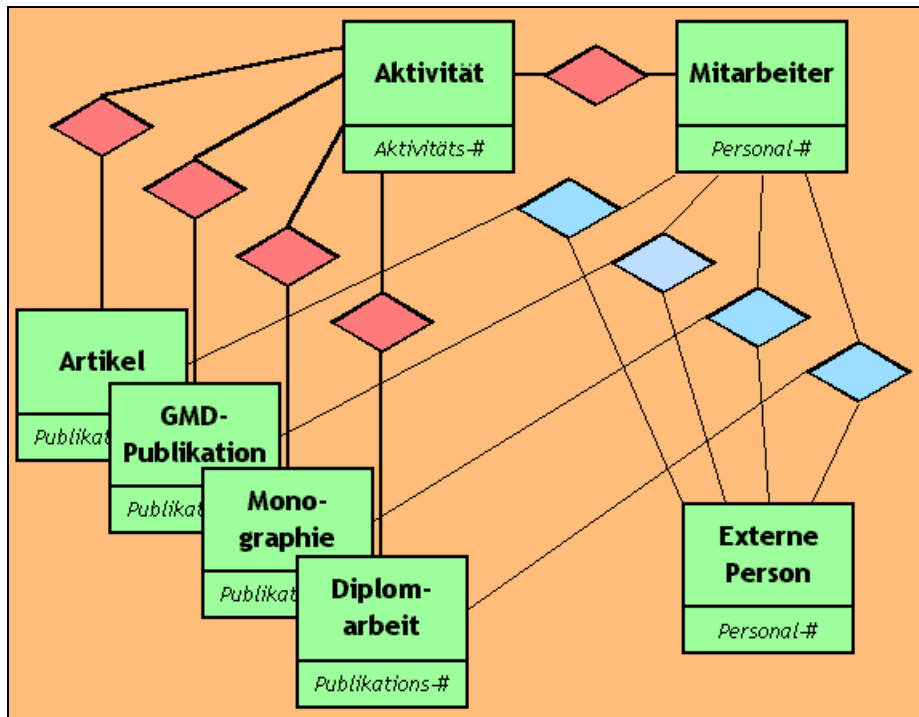 Aktivität
Aktivitäts-#
Mitarbeiter
Personal-#
Artikel
Publikat
GMD-
Publikation
Publikat
Mono-
graphie
Publikat
Diplom-
arbeit
Publikations-#
Externe
Person
Personal-#